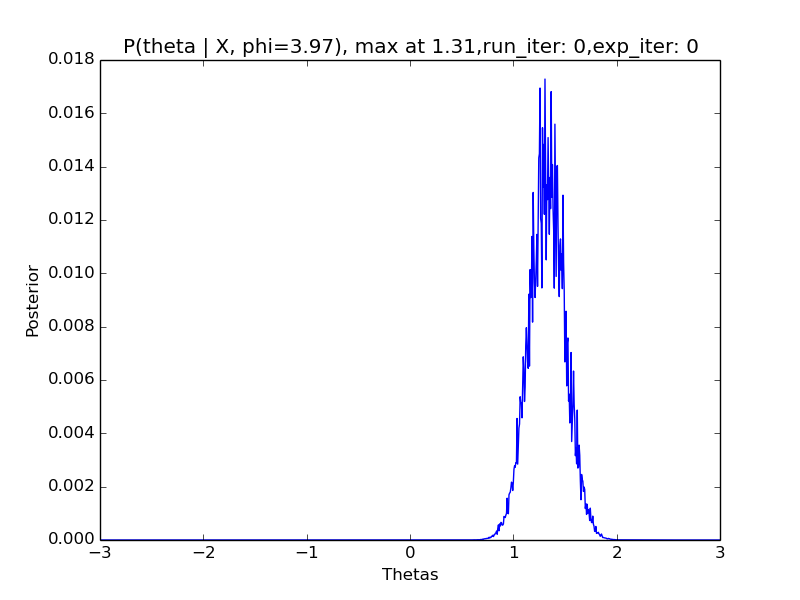 P(theta | X, phi=3.97), max at 1.31,run_iter: 0,exp_iter: 0
0.018
0.016
0.014
0.012
0.010
0.008
0.006
0.004
0.002
0.000
Posterior
−3 −2 −1 0 1 2 3
Thetas